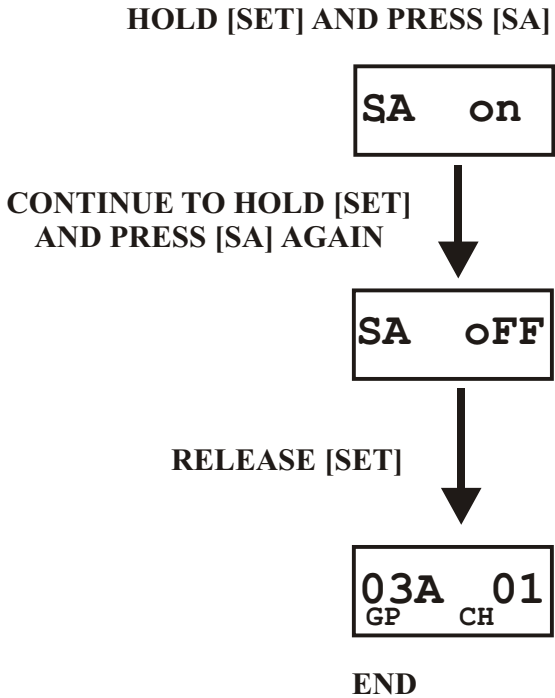 HOLD [SET] AND PRESS [SA]
SA on
CONTINUE TO HOLD [SET]
AND PRESS [SA] AGAIN
SA oFF
RELEASE [SET]
03A 01
GP CH
END